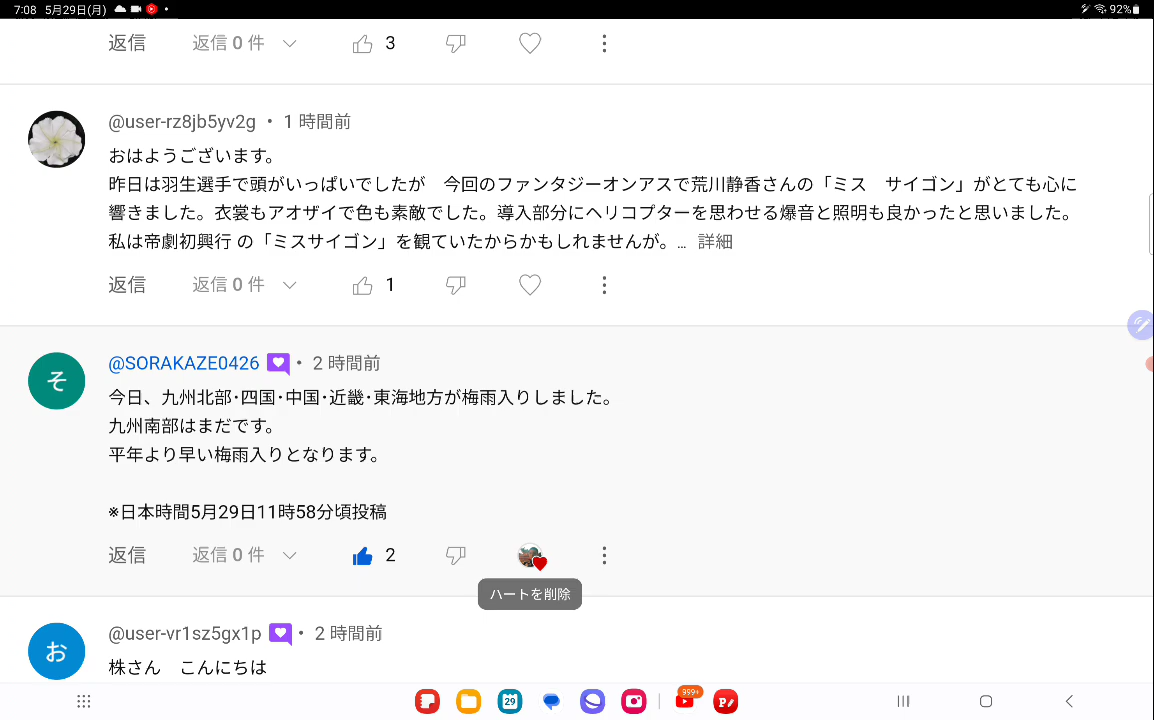 7:08 5月29日(月) 92%
返信 返信 0 件 3
@user-rz8jb5yv2g • 1 時間前
おはようございます。
昨日は羽生選手で頭がいっぱいでしたが　今回のファンタジーオンアスで荒川静香さんの「ミス　サイゴン」がとても心に
響きました。衣裳もアオザイで色も素敵でした。導入部分にヘリコプターを思わせる爆音と照明も良かったと思いました。
私は帝劇初興行 の「ミスサイゴン」を観ていたからかもしれませんが。... 詳細
返信 返信 0 件 1
そ
@SORAKAZE0426 • 2 時間前
今日、九州北部･四国･中国･近畿･東海地方が梅雨入りしました。
九州南部はまだです。
平年より早い梅雨入りとなります。
※日本時間5月29日11時58分頃投稿
返信 返信 0 件 2
ハートを削除
お
@user-vr1sz5gx1p • 2 時間前
株さん　こんにちは
29 999+